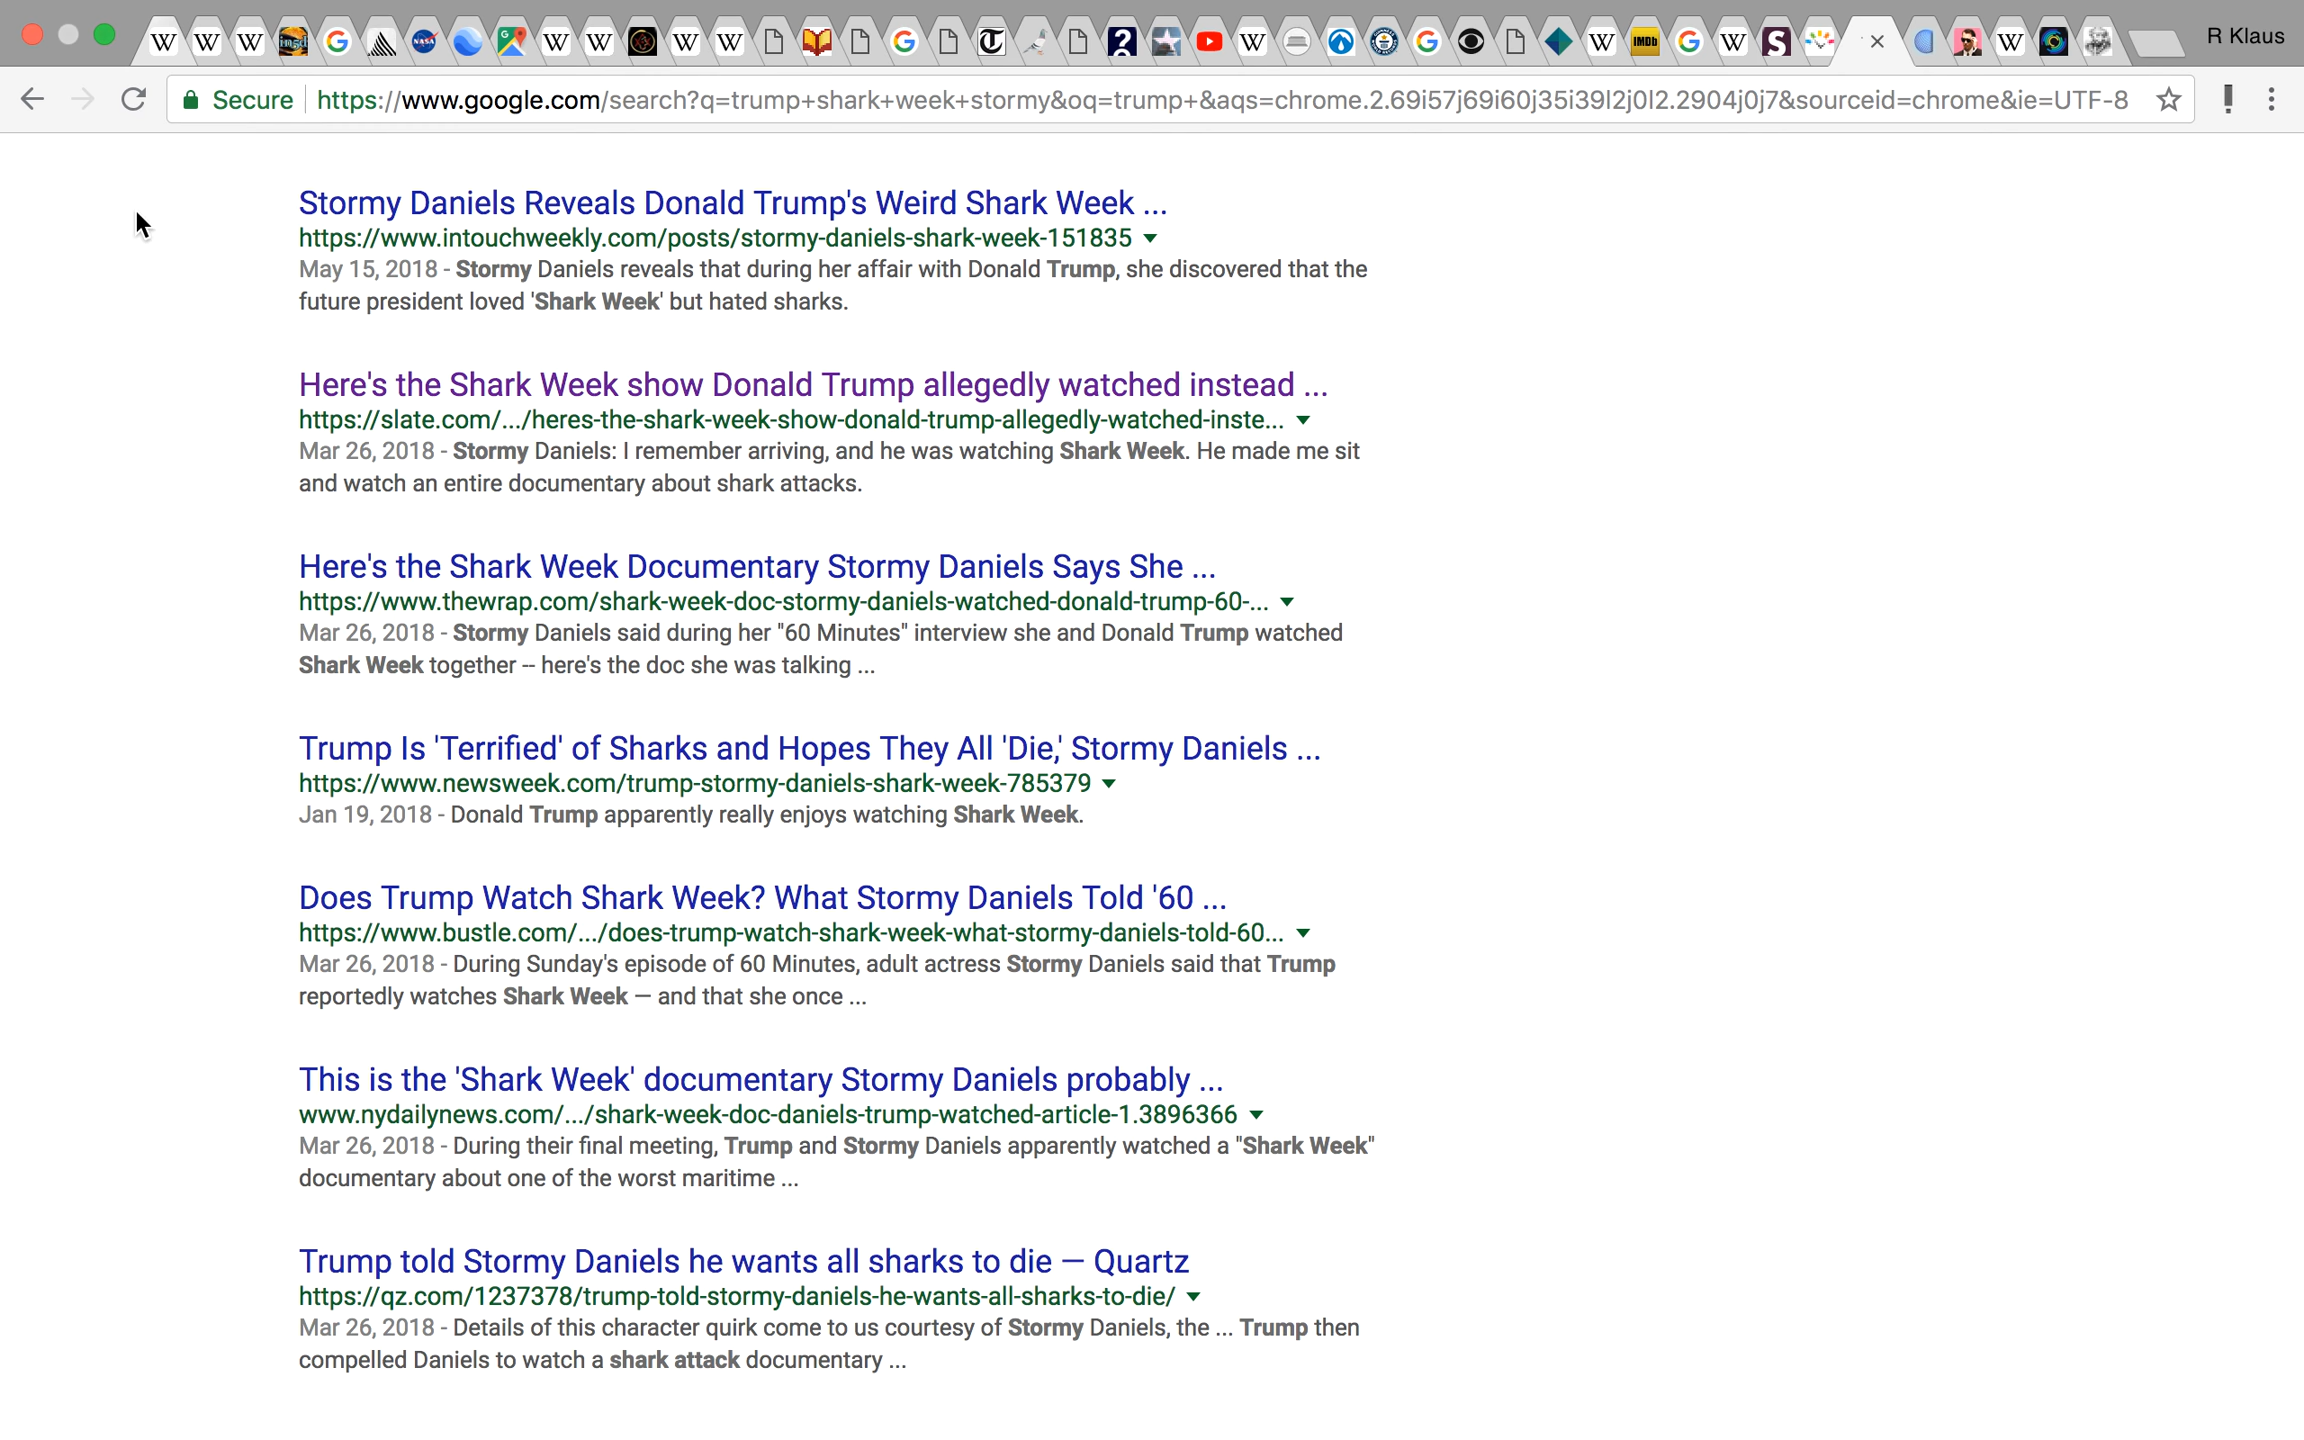 W W W W W W W T ? W W IMDb W S W
R Klaus
Secure https://www.google.com/search?q=trump+shark+week+stormy&oq=trump+&aqs=chrome.2.69i57j69i60j35i39l2j0l2.2904j0j7&sourceid=chrome&ie=UTF-8
Stormy Daniels Reveals Donald Trump's Weird Shark Week ...
https://www.intouchweekly.com/posts/stormy-daniels-shark-week-151835
May 15, 2018 - Stormy Daniels reveals that during her affair with Donald Trump, she discovered that the
future president loved 'Shark Week' but hated sharks.
Here's the Shark Week show Donald Trump allegedly watched instead ...
https://slate.com/.../heres-the-shark-week-show-donald-trump-allegedly-watched-inste...
Mar 26, 2018 - Stormy Daniels: I remember arriving, and he was watching Shark Week. He made me sit
and watch an entire documentary about shark attacks.
Here's the Shark Week Documentary Stormy Daniels Says She ...
https://www.thewrap.com/shark-week-doc-stormy-daniels-watched-donald-trump-60-...
Mar 26, 2018 - Stormy Daniels said during her "60 Minutes" interview she and Donald Trump watched
Shark Week together -- here's the doc she was talking ...
Trump Is 'Terrified' of Sharks and Hopes They All 'Die,' Stormy Daniels ...
https://www.newsweek.com/trump-stormy-daniels-shark-week-785379
Jan 19, 2018 - Donald Trump apparently really enjoys watching Shark Week.
Does Trump Watch Shark Week? What Stormy Daniels Told '60 ...
https://www.bustle.com/.../does-trump-watch-shark-week-what-stormy-daniels-told-60...
Mar 26, 2018 - During Sunday's episode of 60 Minutes, adult actress Stormy Daniels said that Trump
reportedly watches Shark Week — and that she once ...
This is the 'Shark Week' documentary Stormy Daniels probably ...
www.nydailynews.com/.../shark-week-doc-daniels-trump-watched-article-1.3896366
Mar 26, 2018 - During their final meeting, Trump and Stormy Daniels apparently watched a "Shark Week"
documentary about one of the worst maritime ...
Trump told Stormy Daniels he wants all sharks to die — Quartz
https://qz.com/1237378/trump-told-stormy-daniels-he-wants-all-sharks-to-die/
Mar 26, 2018 - Details of this character quirk come to us courtesy of Stormy Daniels, the ... Trump then
compelled Daniels to watch a shark attack documentary ...